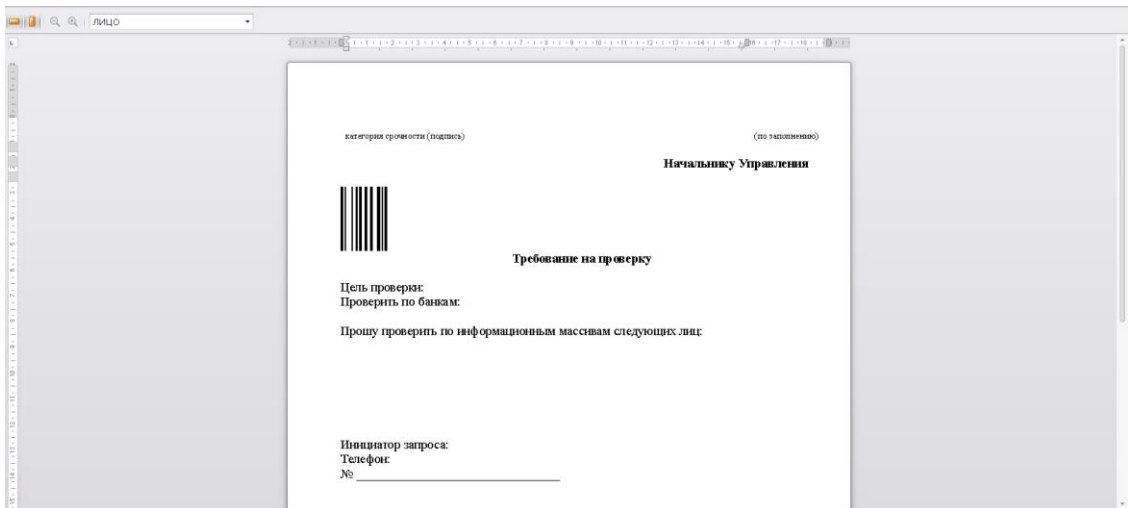 ЛИЦО
категория срочности (подпись)
(по заполнению)
Начальнику Управления
Требование на проверку
Цель проверки:
Проверить по банкам:
Прошу проверить по информационным массивам следующих лиц:
Инициатор запроса:
Телефон:
№ ______________________________